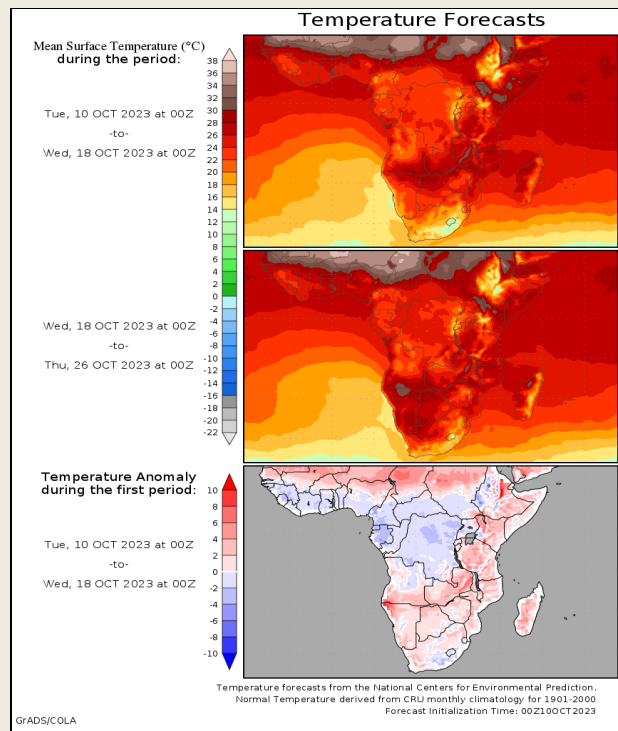 Temperature Forecasts
Mean Surface Temperature (°C)
during the period:
Tue, 10 OCT 2023 at 00Z
-to-
Wed, 18 OCT 2023 at 00Z
38
36
34
32
30
28
26
24
22
20
18
16
14
12
10
8
6
4
2
0
-2
-4
-6
-8
-10
-12
-14
-16
-18
-20
-22
Wed, 18 OCT 2023 at 00Z
-to-
Thu, 26 OCT 2023 at 00Z
Temperature Anomaly
during the first period:
Tue, 10 OCT 2023 at 00Z
-to-
Wed, 18 OCT 2023 at 00Z
10
8
6
4
2
0
-2
-4
-6
-8
-10
Temperature forecasts from the National Centers for Environmental Prediction.
Normal Temperature derived from CRU monthly climatology for 1901-2000
Forecast Initialization Time: 00Z10OCT2023
GrADS/COLA